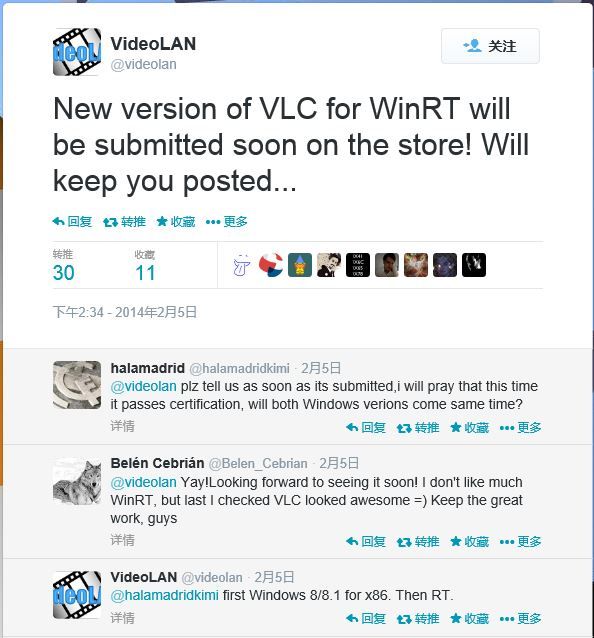 VideoLAN
@videolan
关注
New version of VLC for WinRT will
be submitted soon on the store! Will
keep you posted...
回复 转推 收藏 更多
转推 收藏
30 11
下午2:34 - 2014年2月5日
halamadrid @halamadridkimi · 2月5日
@videolan plz tell us as soon as its submitted,i will pray that this time
it passes certification, will both Windows verions come same time?
详情 回复 转推 收藏 更多
Belén Cebrián @Belen_Cebrian · 2月5日
@videolan Yay!Looking forward to seeing it soon! I don't like much
WinRT, but last I checked VLC looked awesome =) Keep the great
work, guys
详情 回复 转推 收藏 更多
VideoLAN @videolan · 2月5日
@halamadridkimi first Windows 8/8.1 for x86. Then RT.
详情 回复 转推 收藏 更多